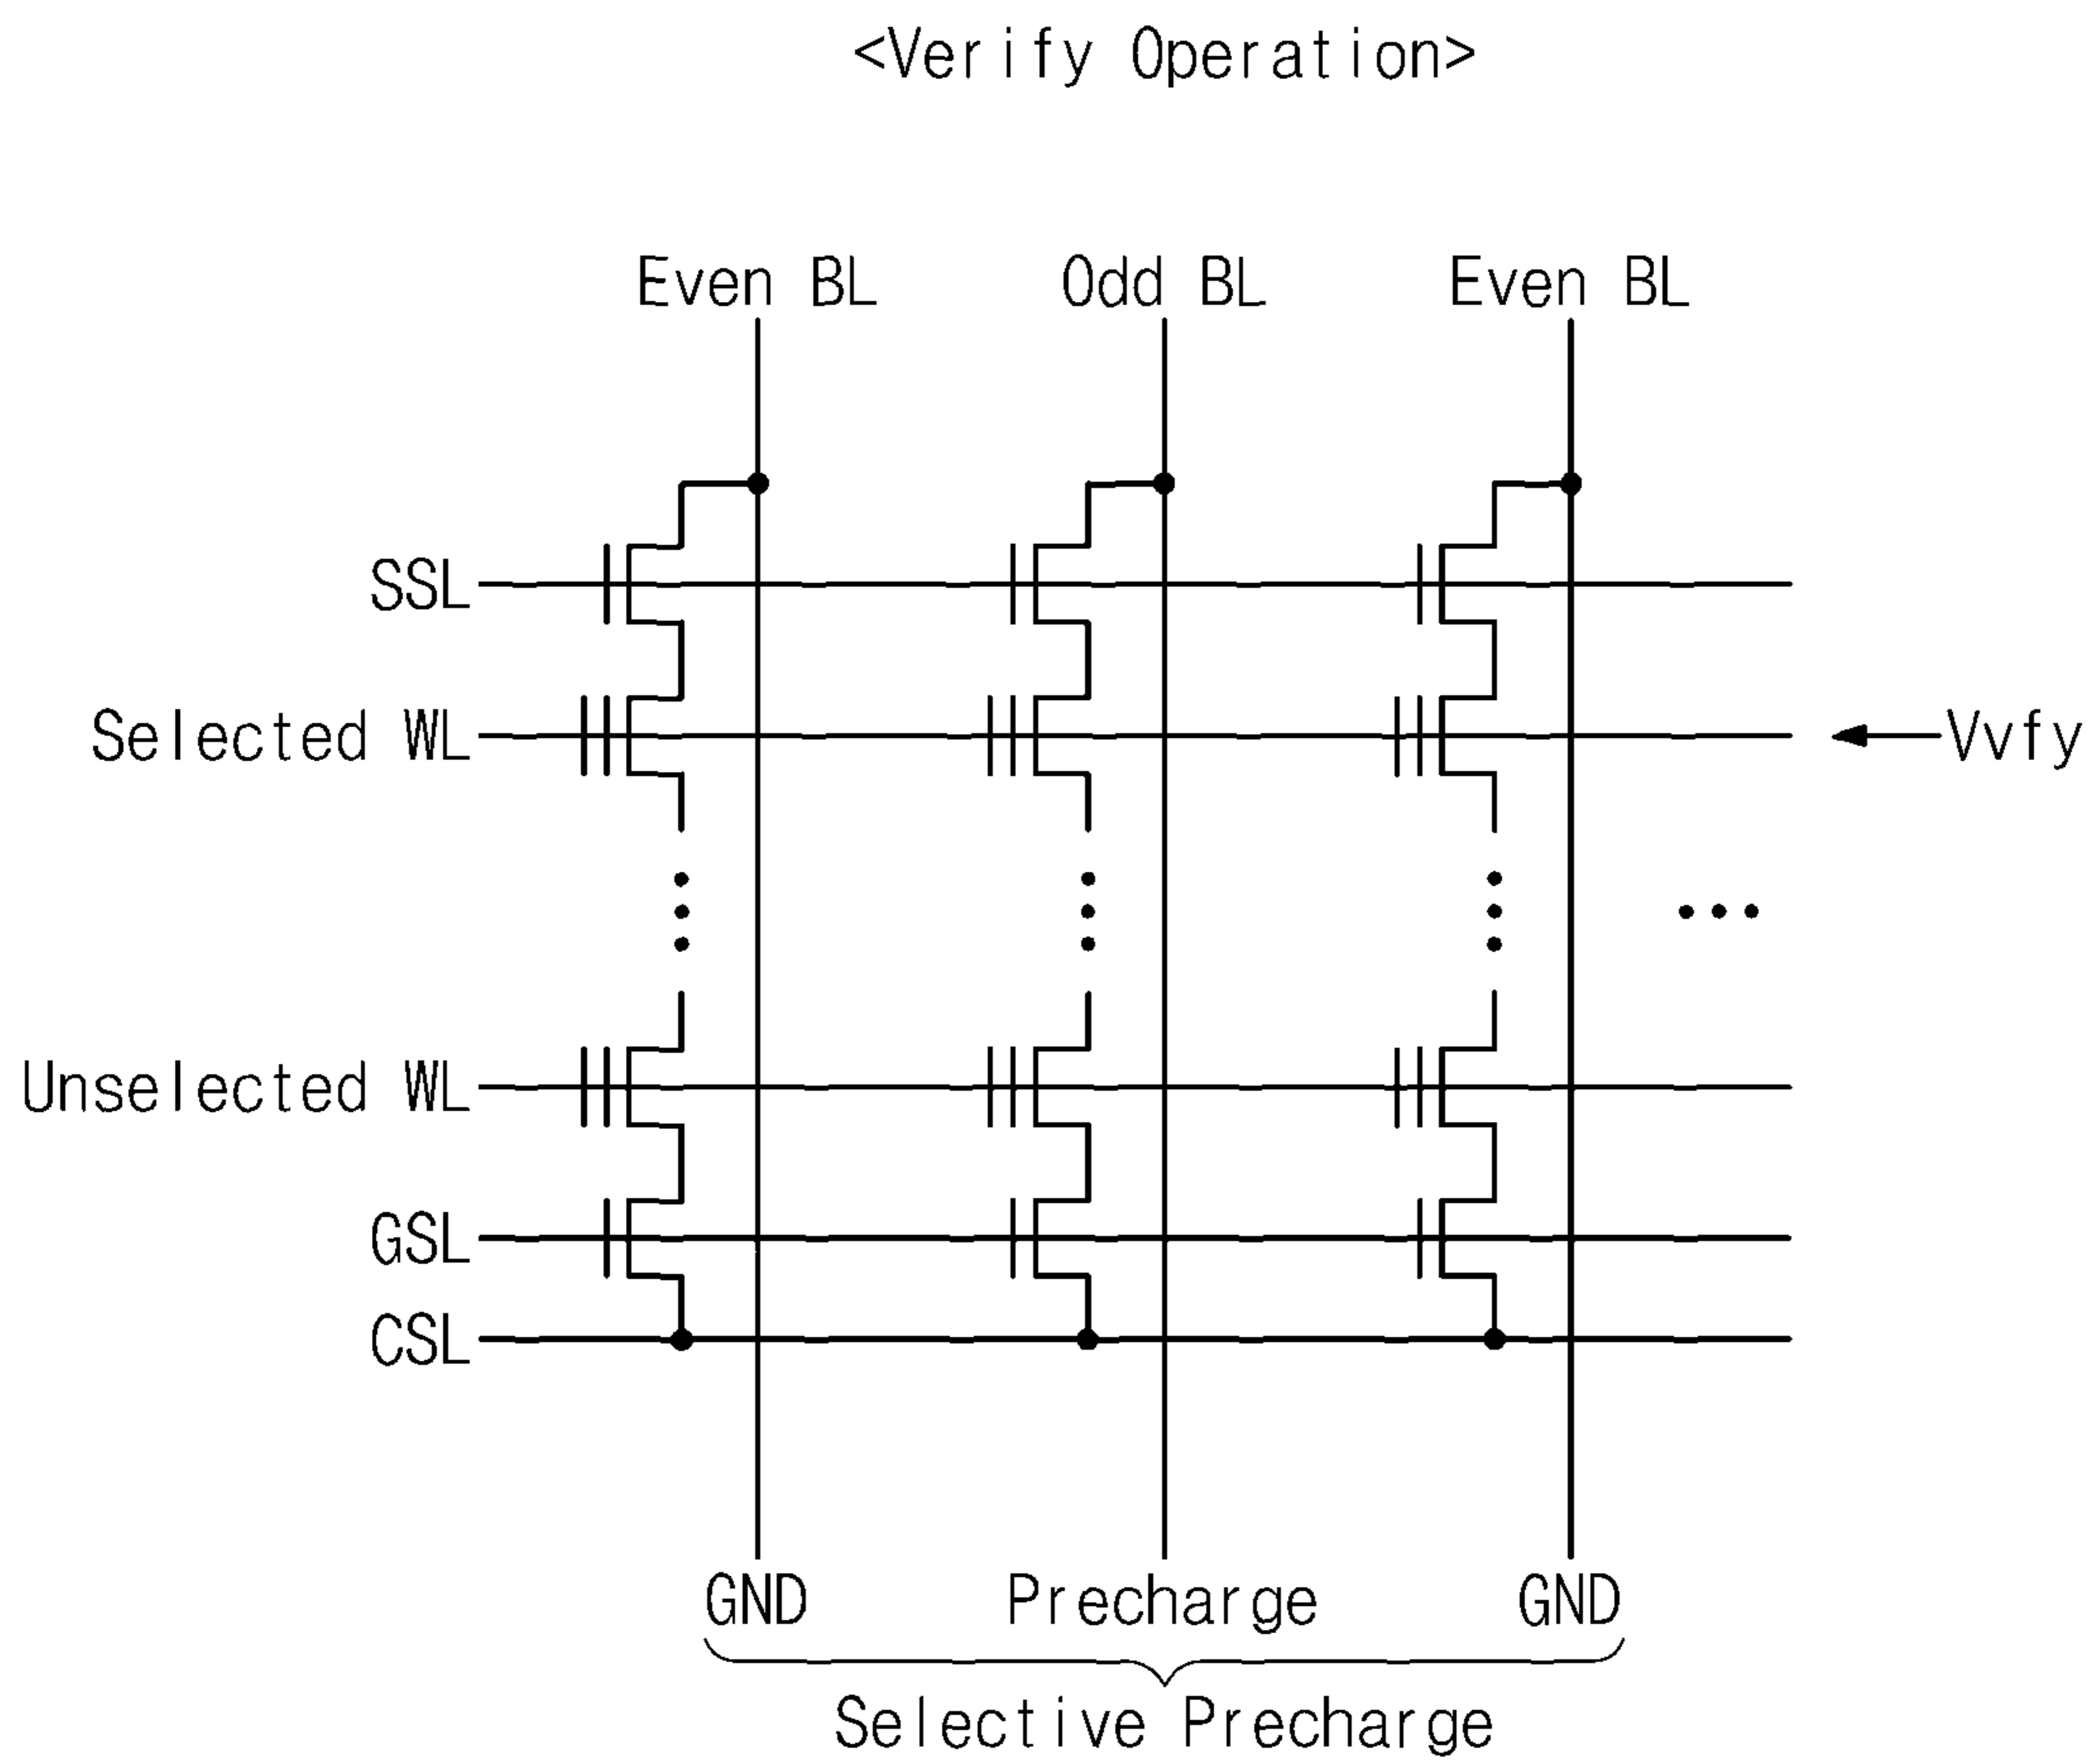 <Verify Operation>
Even BL Odd BL Even BL
SSL
Selected WL
Vvfy
Unselected WL
GSL
CSL
GND Precharge GND
Selective Precharge